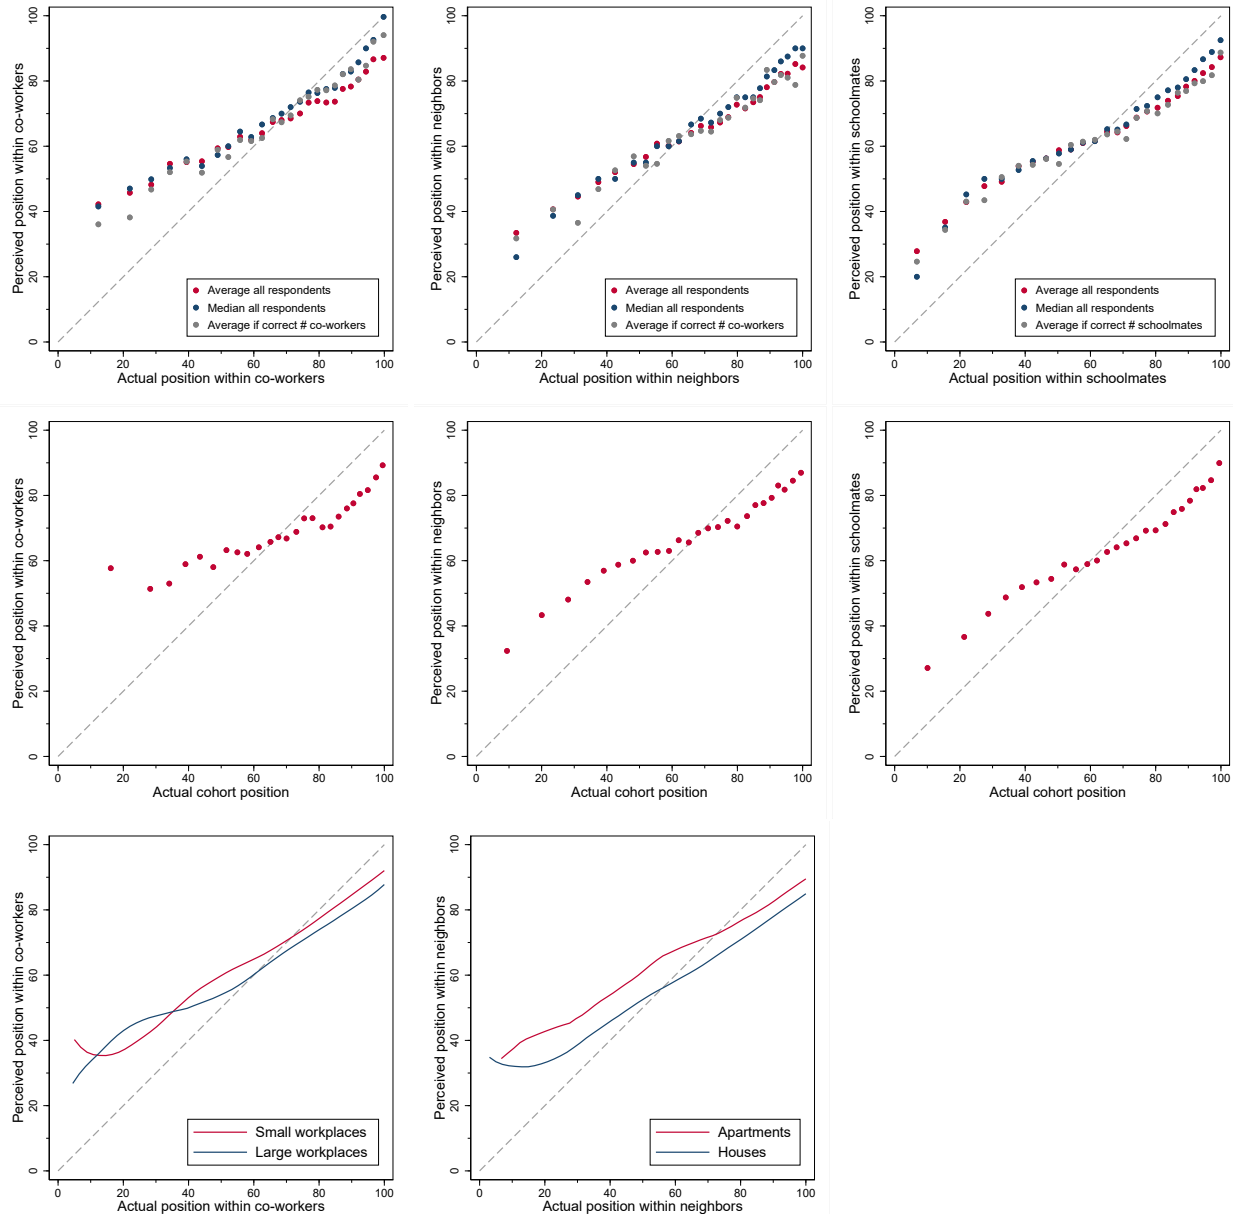 Perceived position within co-workers
100
80
60
40
20
0
Average all respondents
Median all respondents
Average if correct # co-workers
0 20 40 60 80 100
Actual position within co-workers
Perceived position within neighbors
100
80
60
40
20
0
Average all respondents
Median all respondents
Average if correct # co-workers
0 20 40 60 80 100
Actual position within neighbors
Perceived position within schoolmates
100
80
60
40
20
0
Average all respondents
Median all respondents
Average if correct # schoolmates
0 20 40 60 80 100
Actual position within schoolmates
Perceived position within co-workers
100
80
60
40
20
0
0 20 40 60 80 100
Actual cohort position
Perceived position within neighbors
100
80
60
40
20
0
0 20 40 60 80 100
Actual cohort position
Perceived position within schoolmates
100
80
60
40
20
0
0 20 40 60 80 100
Actual cohort position
Perceived position within co-workers
100
80
60
40
20
0
Small workplaces
Large workplaces
0 20 40 60 80 100
Actual position within co-workers
Perceived position within neighbors
100
80
60
40
20
0
Apartments
Houses
0 20 40 60 80 100
Actual position within neighbors